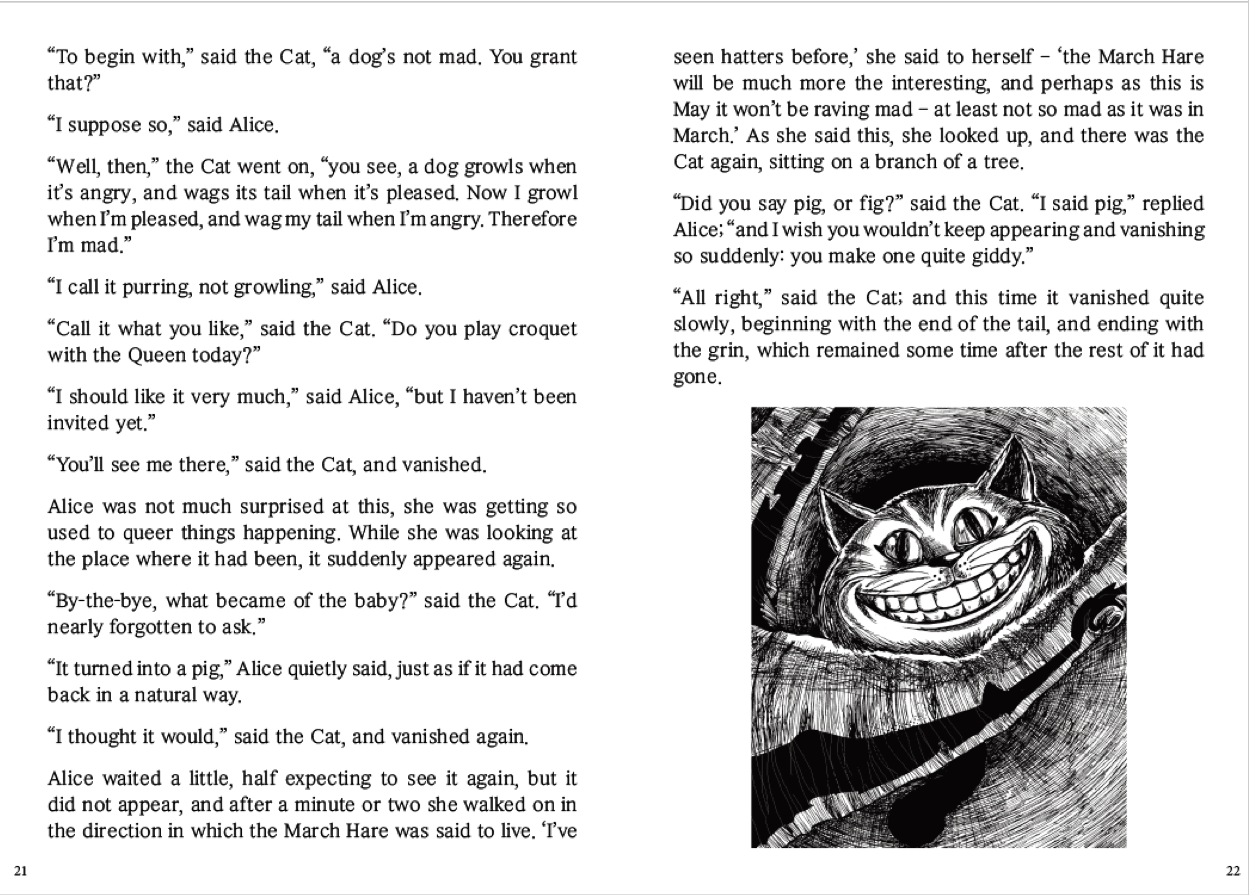 “To begin with,” said the Cat, “a dog’s not mad. You grant
that?”
“I suppose so,” said Alice.
“Well, then,” the Cat went on, “you see, a dog growls when
it’s angry, and wags its tail when it’s pleased. Now I growl
when I’m pleased, and wag my tail when I’m angry. Therefore
I’m mad.”
“I call it purring, not growling,” said Alice.
“Call it what you like,” said the Cat. “Do you play croquet
with the Queen today?”
“I should like it very much,” said Alice, “but I haven’t been
invited yet.”
“You’ll see me there,” said the Cat, and vanished.
Alice was not much surprised at this, she was getting so
used to queer things happening. While she was looking at
the place where it had been, it suddenly appeared again.
“By-the-bye, what became of the baby?” said the Cat. “I’d
nearly forgotten to ask.”
“It turned into a pig,” Alice quietly said, just as if it had come
back in a natural way.
“I thought it would,” said the Cat, and vanished again.
Alice waited a little, half expecting to see it again, but it
did not appear, and after a minute or two she walked on in
the direction in which the March Hare was said to live. ‘I’ve
21
seen hatters before,’ she said to herself – ‘the March Hare
will be much more the interesting, and perhaps as this is
May it won’t be raving mad – at least not so mad as it was in
March.’ As she said this, she looked up, and there was the
Cat again, sitting on a branch of a tree.
“Did you say pig, or fig?” said the Cat. “I said pig,” replied
Alice; “and I wish you wouldn’t keep appearing and vanishing
so suddenly: you make one quite giddy.”
“All right,” said the Cat; and this time it vanished quite
slowly, beginning with the end of the tail, and ending with
the grin, which remained some time after the rest of it had
gone.
22